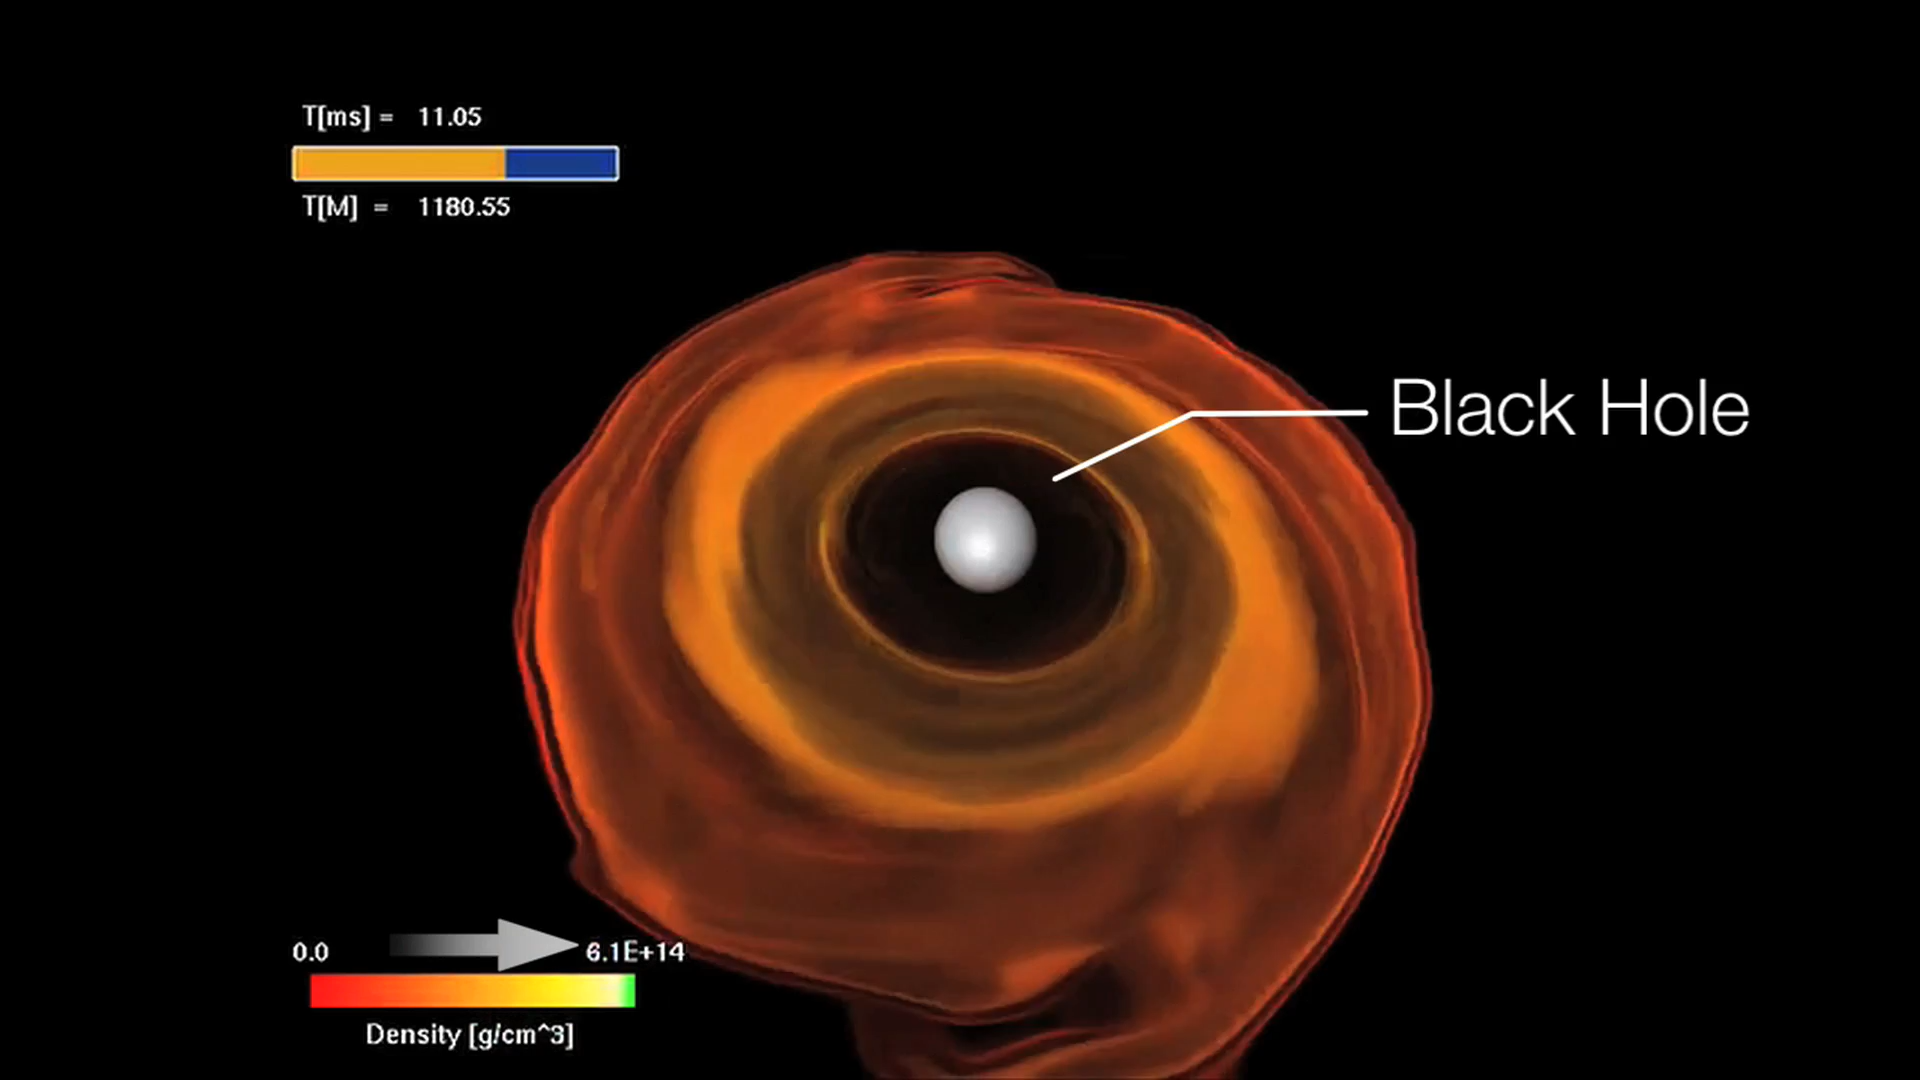 T[ms] = 11.05
T[M] = 1180.55
Black Hole
0.0 6.1E+14
Density [g/cm^3]